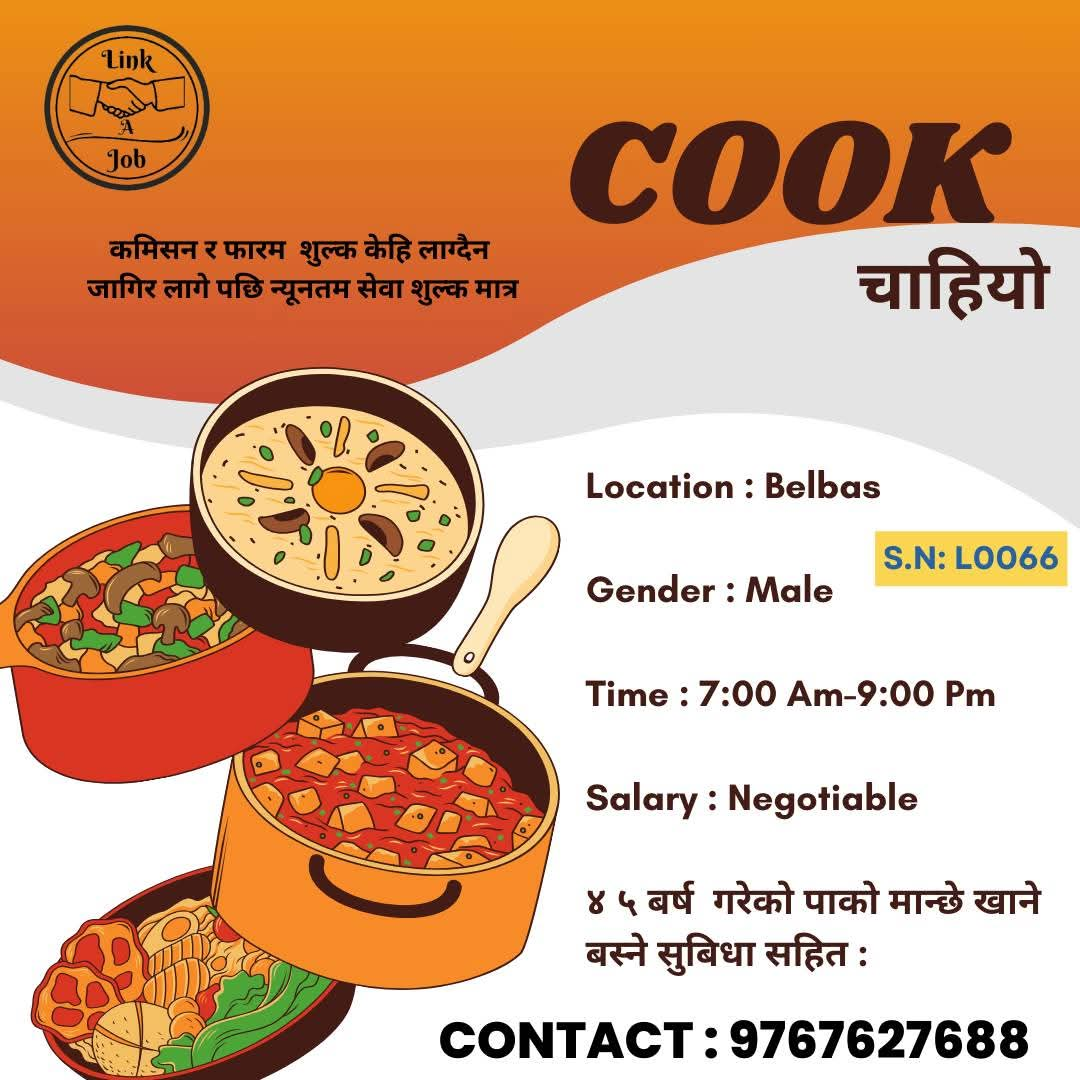 Link
A
Job
COOK
चाहियो
कमिसन र फारम शुल्क केहि लाग्दैन
जागिर लागे पछि न्यूनतम सेवा शुल्क मात्र
Location : Belbas
S.N: L0066
Gender : Male
Time : 7:00 Am-9:00 Pm
Salary : Negotiable
४ ५ बर्ष गरेको पाको मान्छे खाने
बस्ने सुबिधा सहित :
CONTACT : 9767627688